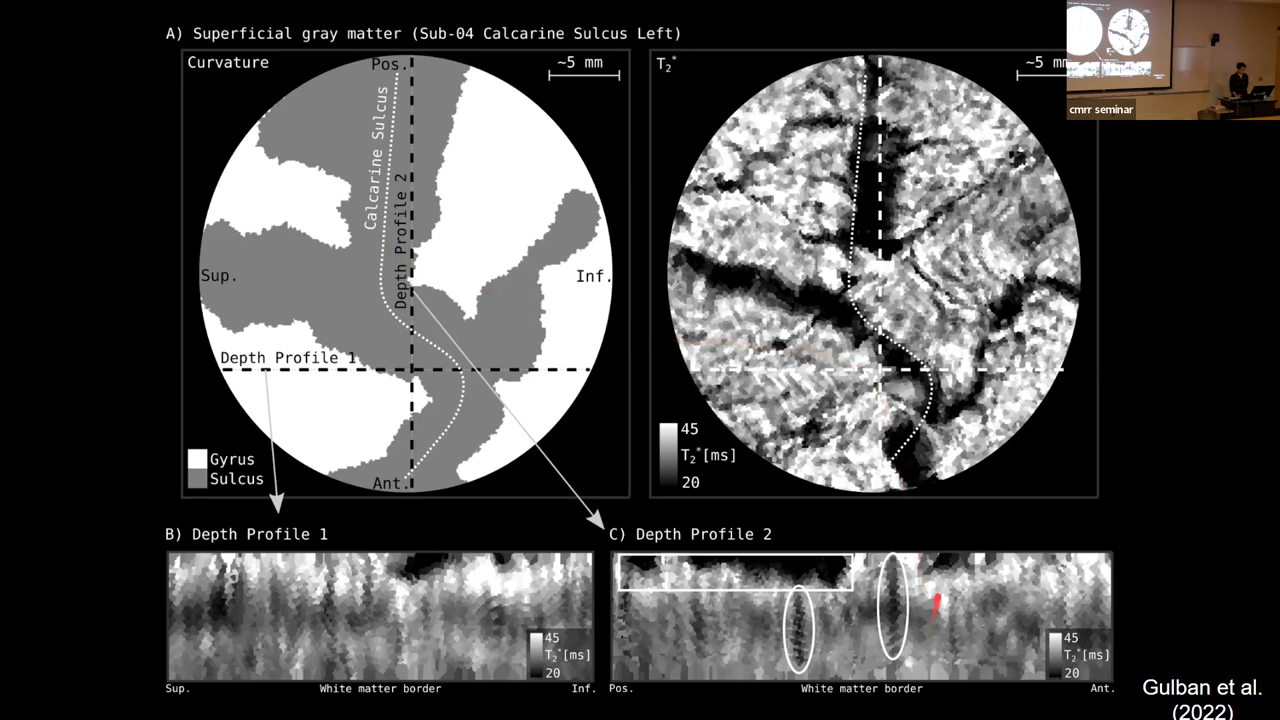 A) Superficial gray matter (Sub-04 Calcarine Sulcus Left)
Curvature
Pos.
~5 mm
Calcarine Sulcus
Depth Profile 2
Sup.
Inf.
Depth Profile 1
Gyrus
Sulcus
Ant.
T₂*
~5 mm
45
T₂*[ms]
20
cmrr seminar
B) Depth Profile 1
45
T₂*[ms]
20
Sup.
White matter border
Inf.
C) Depth Profile 2
45
T₂*[ms]
20
Pos.
White matter border
Ant.
Gulban et al.
(2022)